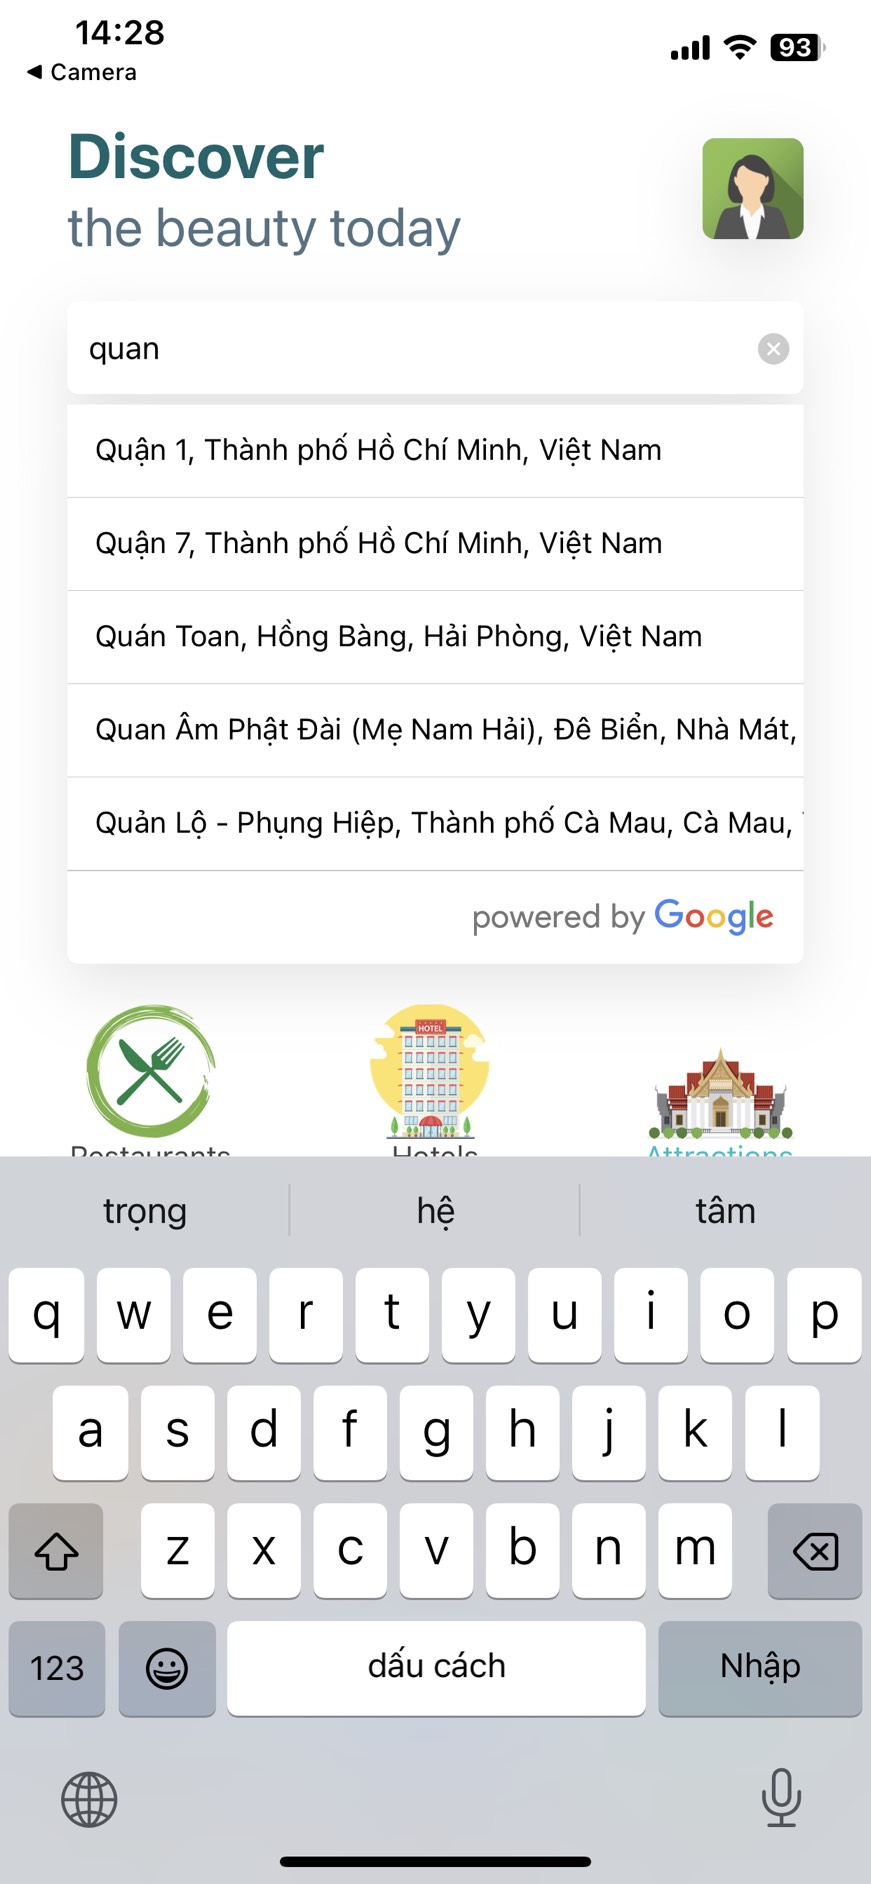 14:28
93
◀ Camera
Discover
the beauty today
quan
Quận 1, Thành phố Hồ Chí Minh, Việt Nam
Quận 7, Thành phố Hồ Chí Minh, Việt Nam
Quán Toan, Hồng Bàng, Hải Phòng, Việt Nam
Quan Âm Phật Đài (Mẹ Nam Hải), Đê Biển, Nhà Mát,
Quản Lộ - Phụng Hiệp, Thành phố Cà Mau, Cà Mau,
powered by Google
HOTEL
Restaurants Hotels Attractions
trọng hệ tâm
q w e r t y u i o p
a s d f g h j k l
z x c v b n m
123 dấu cách Nhập